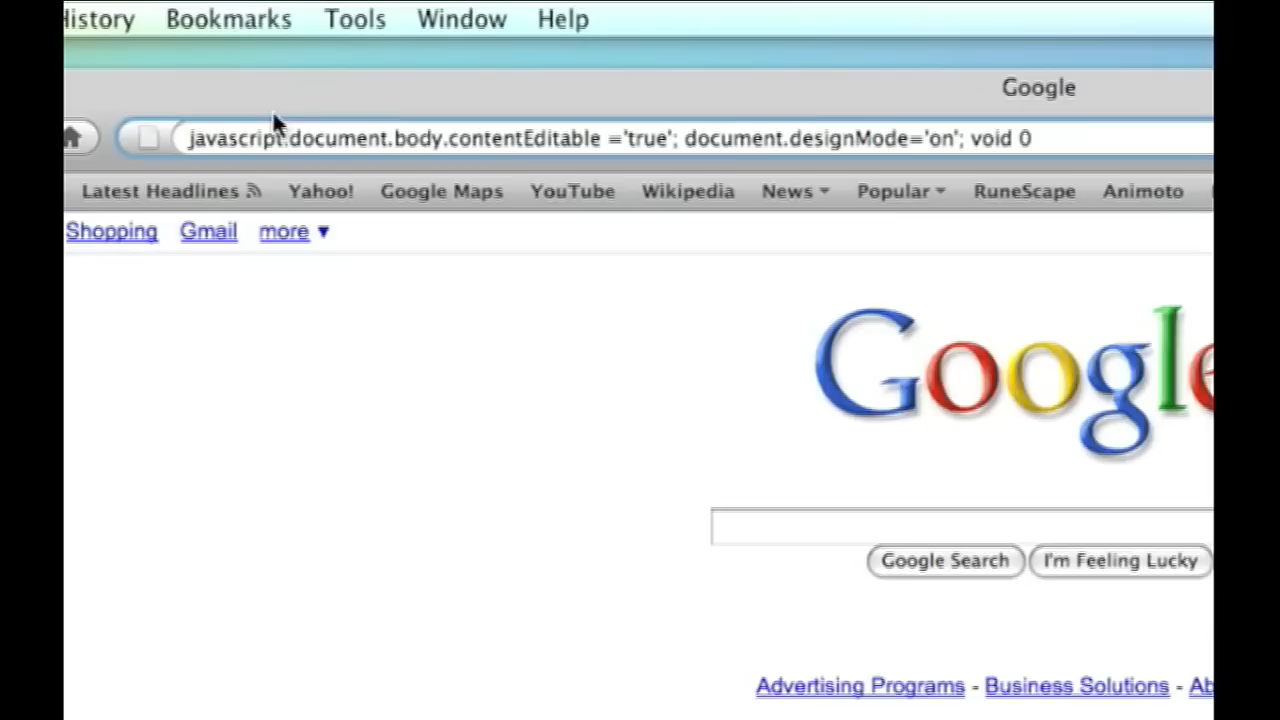 History Bookmarks Tools Window Help
Google
javascript:document.body.contentEditable ='true'; document.designMode='on'; void 0
Latest Headlines Yahoo! Google Maps YouTube Wikipedia News Popular RuneScape Animoto
Shopping Gmail more
Google
Google Search I'm Feeling Lucky
Advertising Programs - Business Solutions - Ab